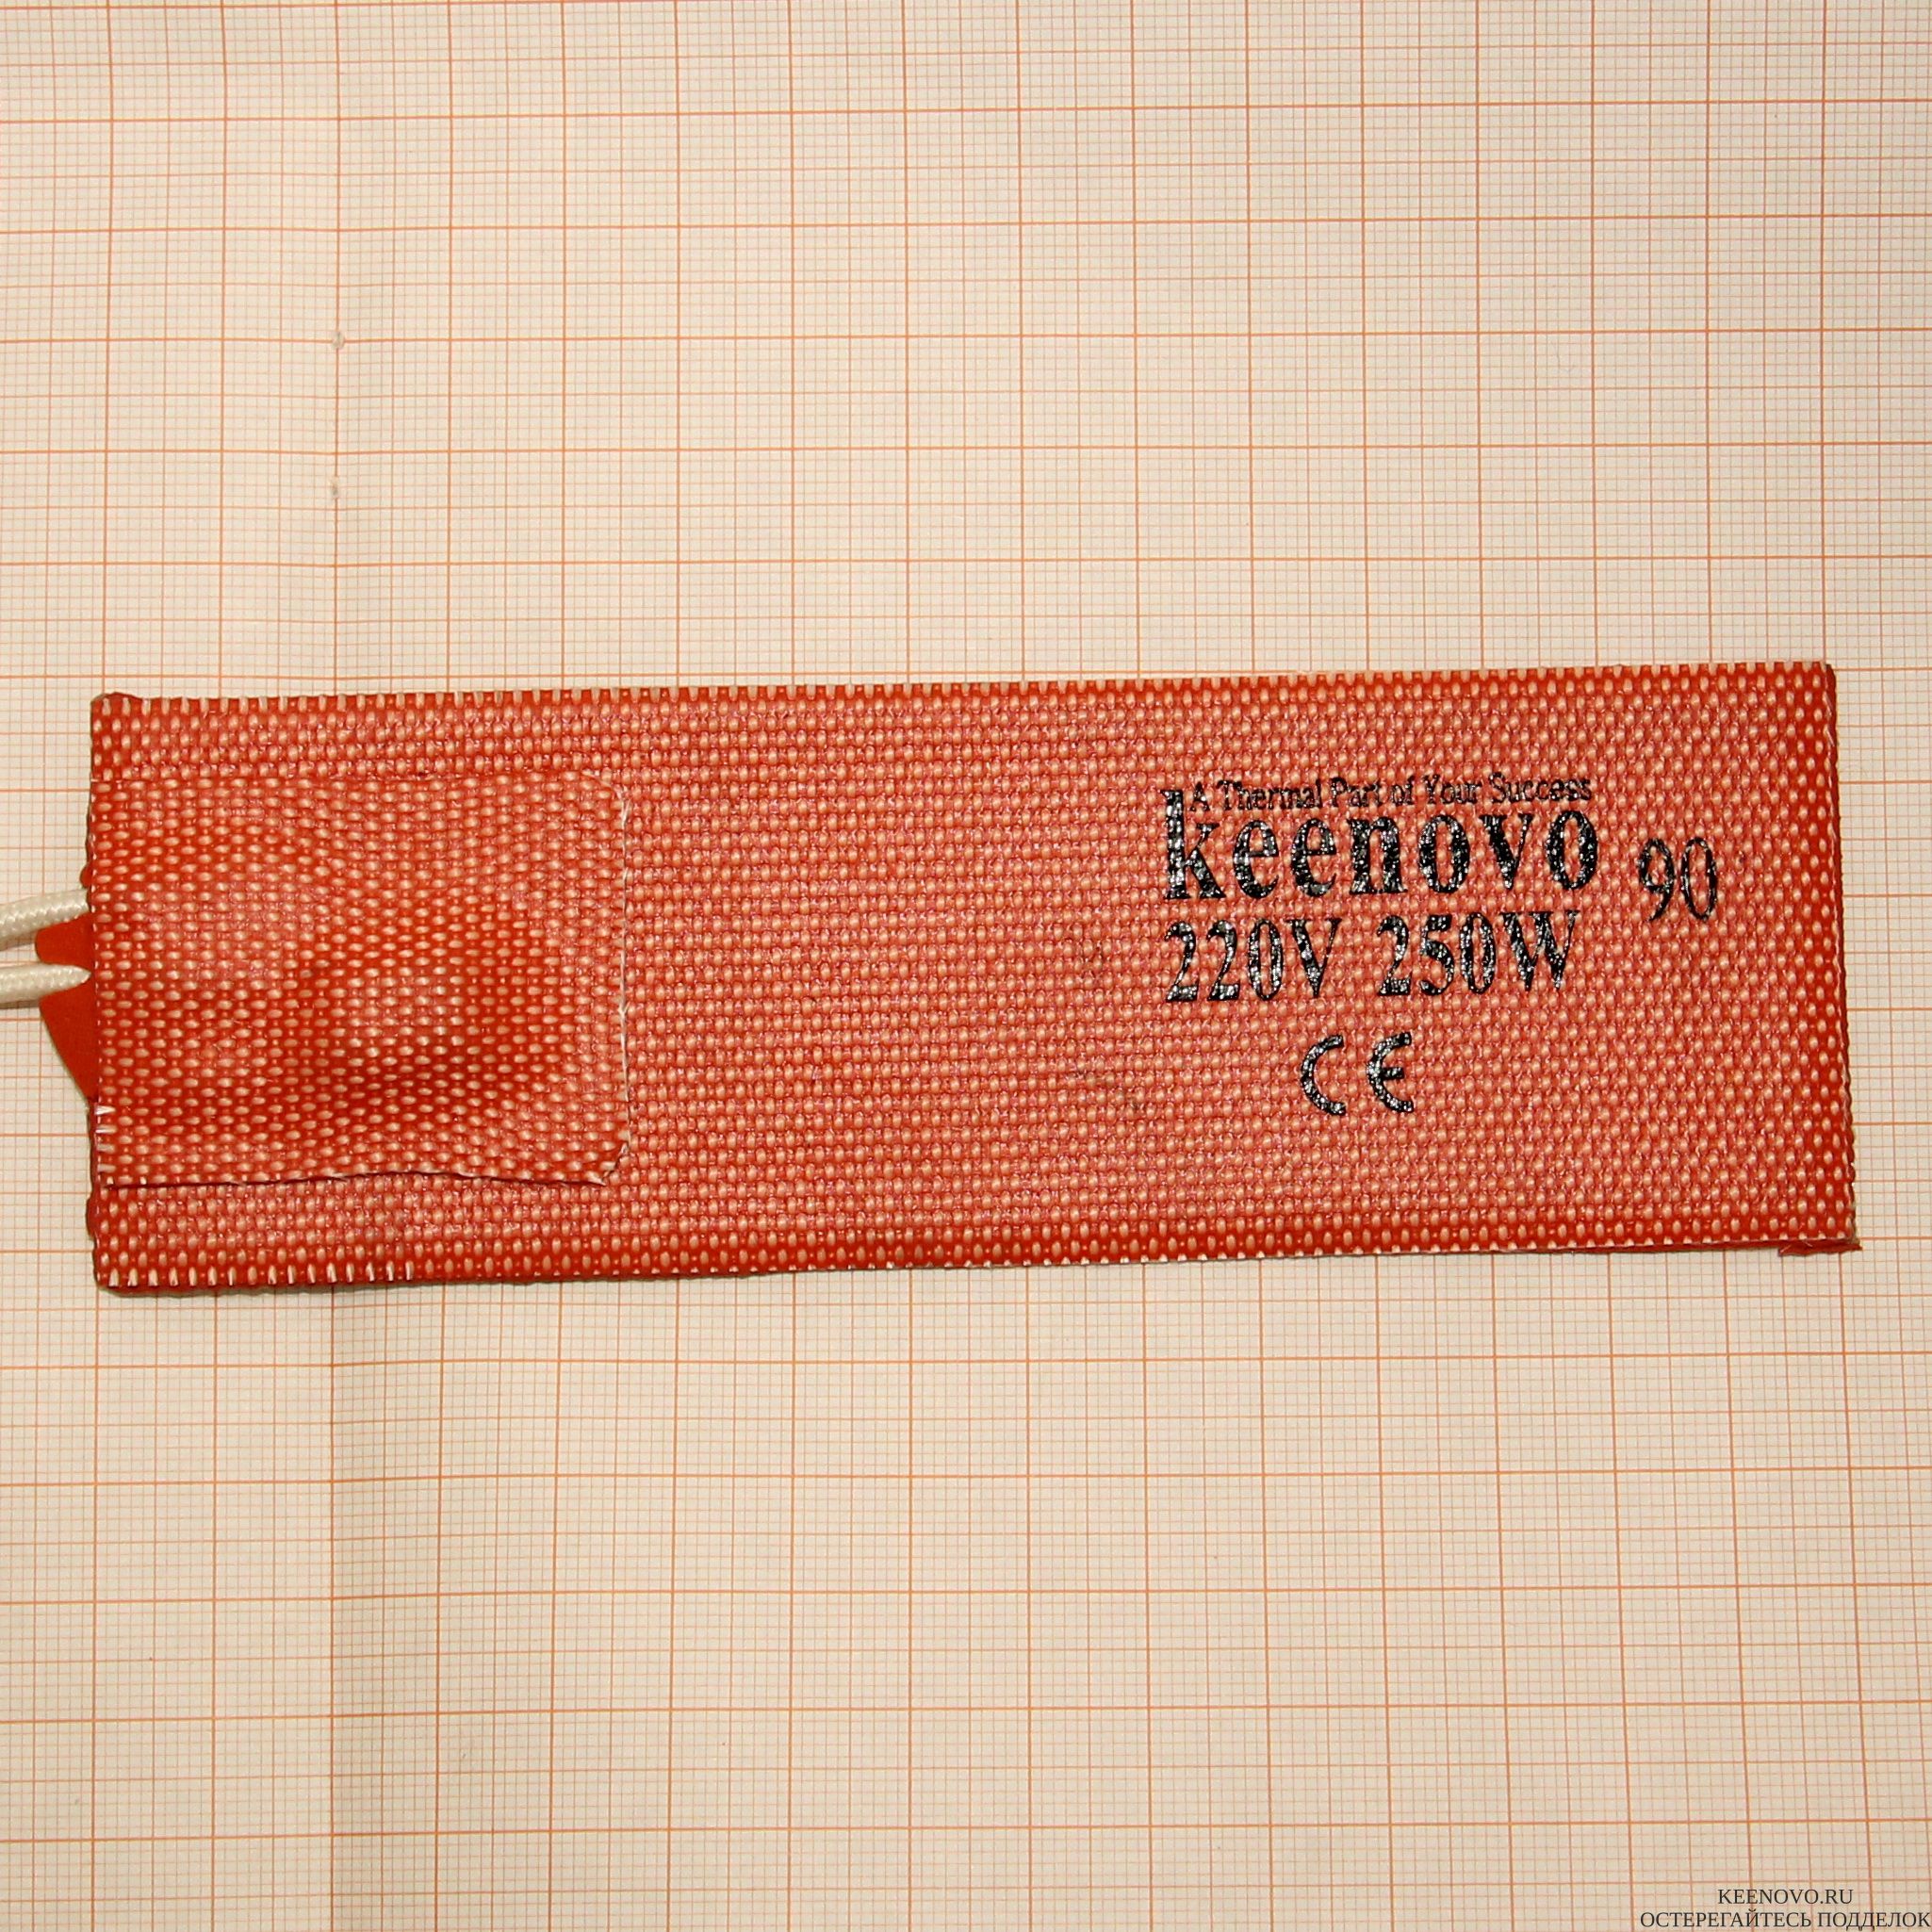 A Thermal Part of Your Success
keenovo
90
220V 250W
CE
KEENOVO.RU
ОСТЕРЕГАЙТЕСЬ ПОДДЕЛОК